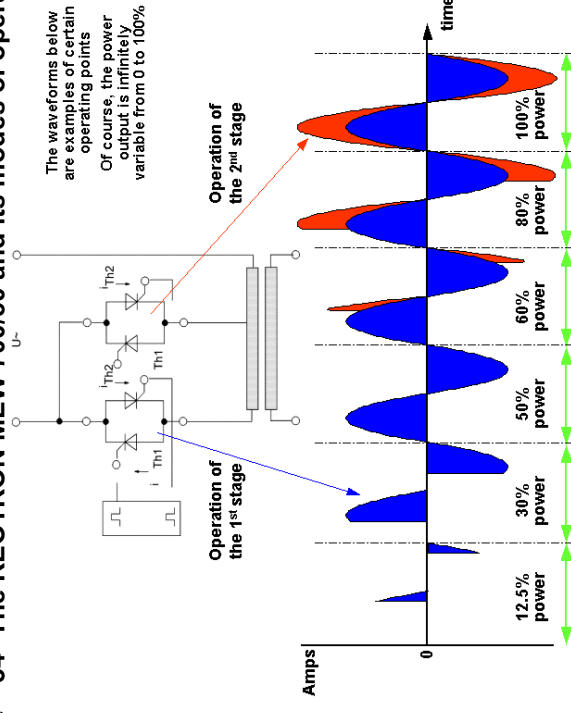 The waveforms below
are examples of certain
operating points
Of course, the power
output is infinitely
variable from 0 to 100%
U~
iTh2
Th2
Th1
iTh2
Th1
i
Operation of
the 1st stage
Operation of
the 2nd stage
Amps
0
time
12.5%
power
30%
power
50%
power
60%
power
80%
power
100%
power